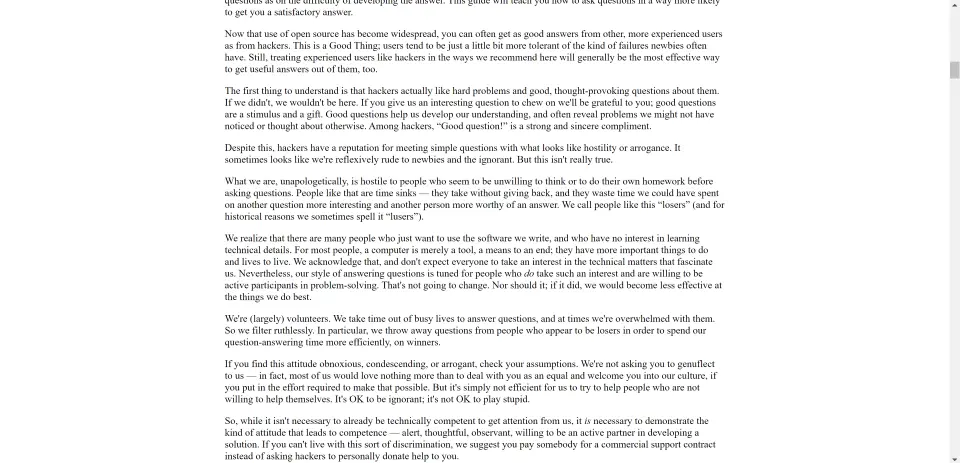 questions as on the difficulty of developing the answer. This guide will teach you how to ask questions in a way more likely
to get you a satisfactory answer.
Now that use of open source has become widespread, you can often get as good answers from other, more experienced users
as from hackers. This is a Good Thing; users tend to be just a little bit more tolerant of the kind of failures newbies often
have. Still, treating experienced users like hackers in the ways we recommend here will generally be the most effective way
to get useful answers out of them, too.
The first thing to understand is that hackers actually like hard problems and good, thought-provoking questions about them.
If we didn't, we wouldn't be here. If you give us an interesting question to chew on we'll be grateful to you; good questions
are a stimulus and a gift. Good questions help us develop our understanding, and often reveal problems we might not have
noticed or thought about otherwise. Among hackers, “Good question!” is a strong and sincere compliment.
Despite this, hackers have a reputation for meeting simple questions with what looks like hostility or arrogance. It
sometimes looks like we're reflexively rude to newbies and the ignorant. But this isn't really true.
What we are, unapologetically, is hostile to people who seem to be unwilling to think or to do their own homework before
asking questions. People like that are time sinks — they take without giving back, and they waste time we could have spent
on another question more interesting and another person more worthy of an answer. We call people like this “losers” (and for
historical reasons we sometimes spell it “lusers”).
We realize that there are many people who just want to use the software we write, and who have no interest in learning
technical details. For most people, a computer is merely a tool, a means to an end; they have more important things to do
and lives to live. We acknowledge that, and don't expect everyone to take an interest in the technical matters that fascinate
us. Nevertheless, our style of answering questions is tuned for people who do take such an interest and are willing to be
active participants in problem-solving. That's not going to change. Nor should it; if it did, we would become less effective at
the things we do best.
We're (largely) volunteers. We take time out of busy lives to answer questions, and at times we're overwhelmed with them.
So we filter ruthlessly. In particular, we throw away questions from people who appear to be losers in order to spend our
question-answering time more efficiently, on winners.
If you find this attitude obnoxious, condescending, or arrogant, check your assumptions. We're not asking you to genuflect
to us — in fact, most of us would love nothing more than to deal with you as an equal and welcome you into our culture, if
you put in the effort required to make that possible. But it's simply not efficient for us to try to help people who are not
willing to help themselves. It's OK to be ignorant; it's not OK to play stupid.
So, while it isn't necessary to already be technically competent to get attention from us, it is necessary to demonstrate the
kind of attitude that leads to competence — alert, thoughtful, observant, willing to be an active partner in developing a
solution. If you can't live with this sort of discrimination, we suggest you pay somebody for a commercial support contract
instead of asking hackers to personally donate help to you.